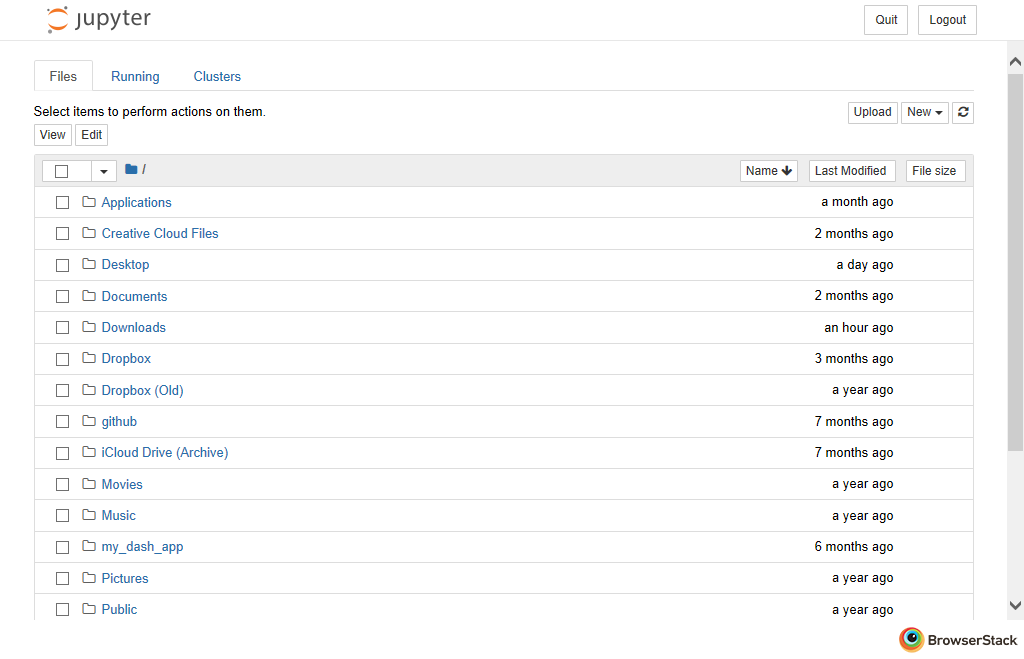 jupyter
Quit Logout
Files Running Clusters
Select items to perform actions on them.
Upload New
View Edit
/ Name Last Modified File size
Applications a month ago
Creative Cloud Files 2 months ago
Desktop a day ago
Documents 2 months ago
Downloads an hour ago
Dropbox 3 months ago
Dropbox (Old) a year ago
github 7 months ago
iCloud Drive (Archive) 7 months ago
Movies a year ago
Music a year ago
my_dash_app 6 months ago
Pictures a year ago
Public a year ago
BrowserStack